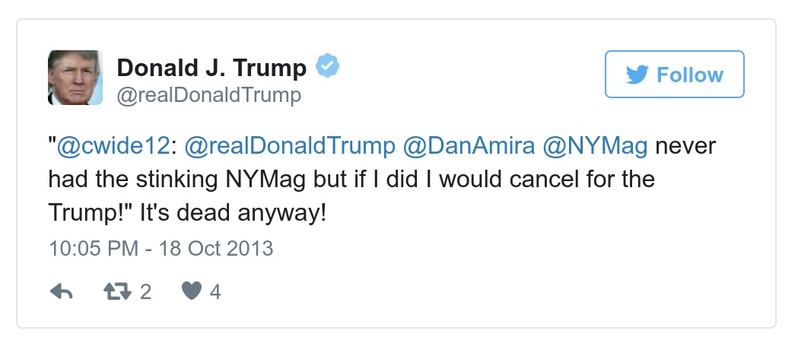 Donald J. Trump
@realDonaldTrump
Follow
"@cwide12: @realDonaldTrump @DanAmira @NYMag never
had the stinking NYMag but if I did I would cancel for the
Trump!" It's dead anyway!
10:05 PM - 18 Oct 2013
2
4